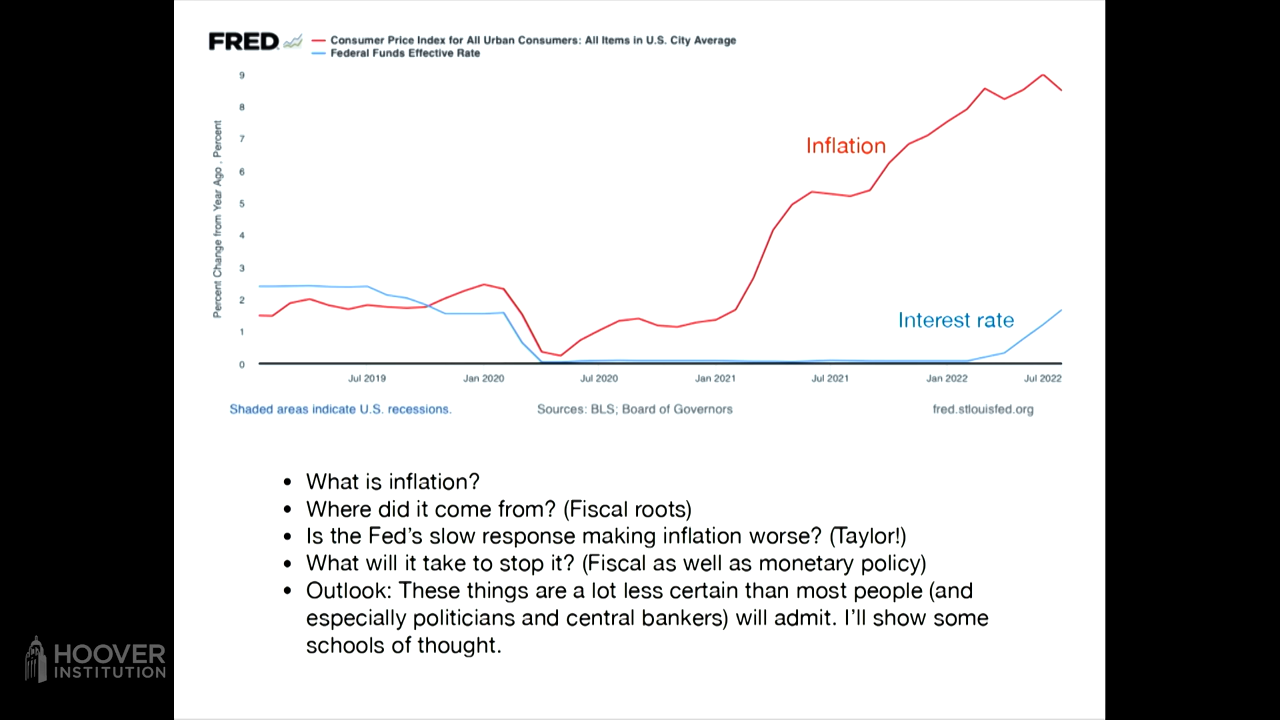 FRED
Consumer Price Index for All Urban Consumers: All Items in U.S. City Average
Federal Funds Effective Rate
Percent Change from Year Ago , Percent
9
8
7
6
5
4
3
2
1
0
Inflation
Interest rate
Jul 2019
Jan 2020
Jul 2020
Jan 2021
Jul 2021
Jan 2022
Jul 2022
Shaded areas indicate U.S. recessions.
Sources: BLS; Board of Governors
fred.stlouisfed.org
• What is inflation?
• Where did it come from? (Fiscal roots)
• Is the Fed's slow response making inflation worse? (Taylor!)
• What will it take to stop it? (Fiscal as well as monetary policy)
• Outlook: These things are a lot less certain than most people (and
especially politicians and central bankers) will admit. I'll show some
schools of thought.
HOOVER
INSTITUTION